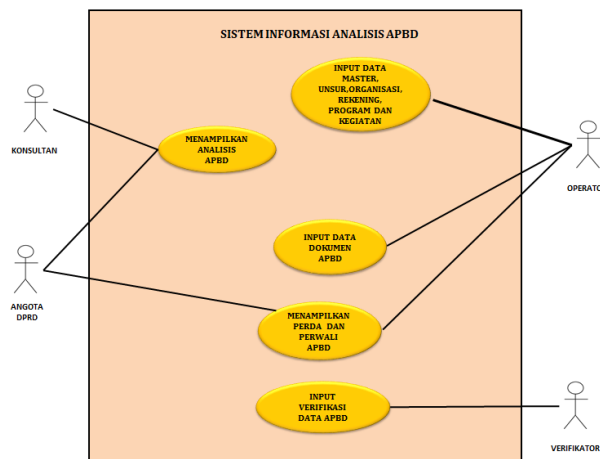 SISTEM INFORMASI ANALISIS APBD
INPUT DATA
MASTER,
UNSUR,ORGANISASI,
REKENING,
PROGRAM DAN
KEGIATAN
KONSULTAN
MENAMPILKAN
ANALISIS
APBD
OPERATO
INPUT DATA
DOKUMEN
APBD
ANGOTA
DPRD
MENAMPILKAN
PERDA DAN
PERWALI
APBD
INPUT
VERIFIKASI
DATA APBD
VERIFIKATOR